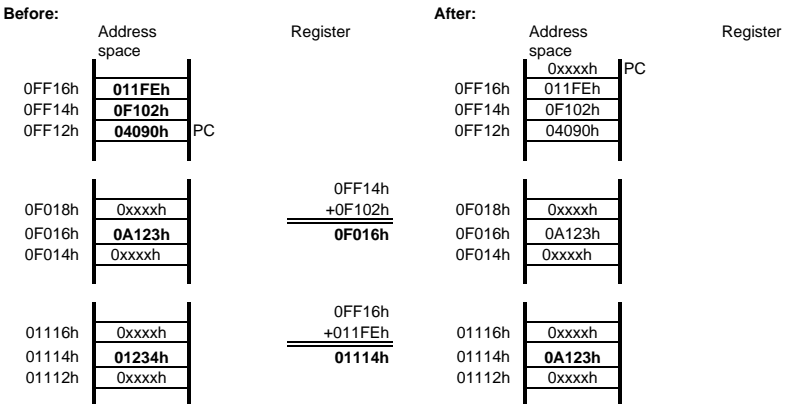 Before:
After:
Address space
Register
Address space
Register
0xxxxh PC
0FF16h 011FEh
0FF16h 011FEh
0FF14h 0F102h
0FF14h 0F102h
0FF12h 04090h PC
0FF12h 04090h
0FF14h
0F018h 0xxxxh +0F102h
0F018h 0xxxxh
0F016h 0A123h 0F016h
0F016h 0A123h
0F014h 0xxxxh
0F014h 0xxxxh
0FF16h
01116h 0xxxxh +011FEh
01116h 0xxxxh
01114h 01234h 01114h
01114h 0A123h
01112h 0xxxxh
01112h 0xxxxh